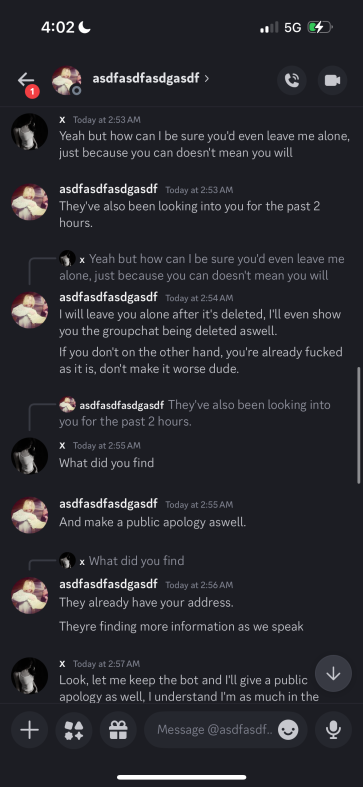 4:02
5G
1
asdfasdfasdgasdf
X Today at 2:53 AM
Yeah but how can I be sure you'd even leave me alone,
just because you can doesn't mean you will
asdfasdfasdgasdf Today at 2:53 AM
They've also been looking into you for the past 2
hours.
x Yeah but how can I be sure you'd even leave me
alone, just because you can doesn't mean you will
asdfasdfasdgasdf Today at 2:54 AM
I will leave you alone after it's deleted, I'll even show
you the groupchat being deleted aswell.
If you don't on the other hand, you're already fucked
as it is, don't make it worse dude.
asdfasdfasdgasdf They've also been looking into
you for the past 2 hours.
X Today at 2:55 AM
What did you find
asdfasdfasdgasdf Today at 2:55 AM
And make a public apology aswell.
x What did you find
asdfasdfasdgasdf Today at 2:56 AM
They already have your address.
Theyre finding more information as we speak
X Today at 2:57 AM
Look, let me keep the bot and I'll give a public
apology as well, I understand I'm as much in the
Message @asdfasdf..